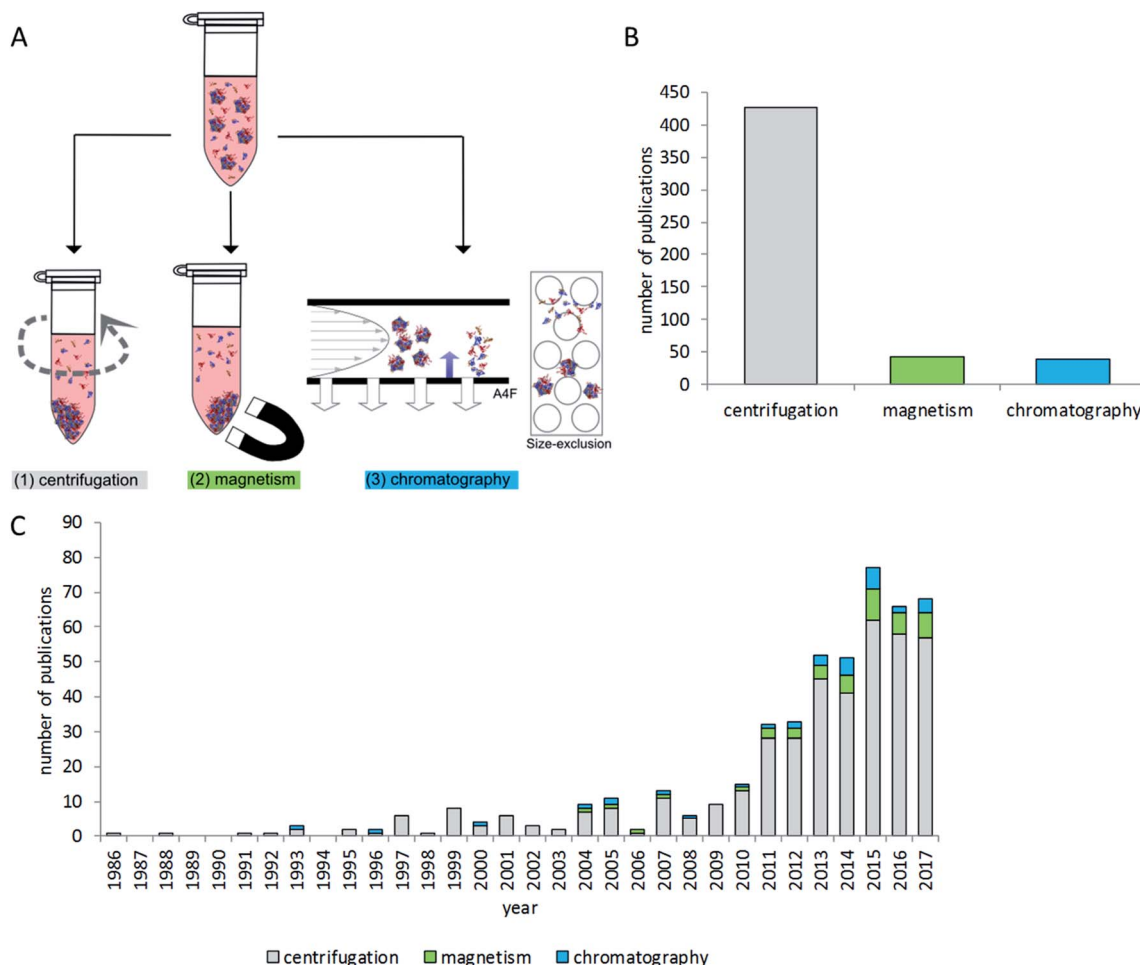 A
B
A4F
Size-exclusion
(1) centrifugation
(2) magnetism
(3) chromatography
number of publications
450
400
350
300
250
200
150
100
50
0
centrifugation magnetism chromatography
C
number of publications
90
80
70
60
50
40
30
20
10
0
1986 1987 1988 1989 1990 1991 1992 1993 1994 1995 1996 1997 1998 1999 2000 2001 2002 2003 2004 2005 2006 2007 2008 2009 2010 2011 2012 2013 2014 2015 2016 2017
year
centrifugation magnetism chromatography